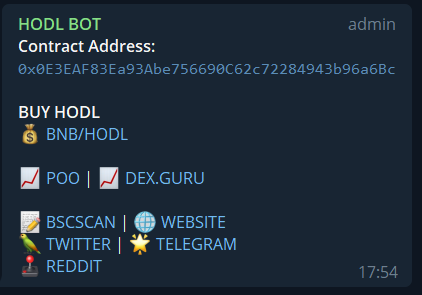 HODL BOT admin
Contract Address:
0x0E3EAF83Ea93Abe756690C62c72284943b96a6Bc
BUY HODL
💰 BNB/HODL
📈 POO | 📈 DEX.GURU
📝 BSCSCAN | 🌐 WEBSITE
🦜 TWITTER | 🌟 TELEGRAM
🕹️ REDDIT 17:54